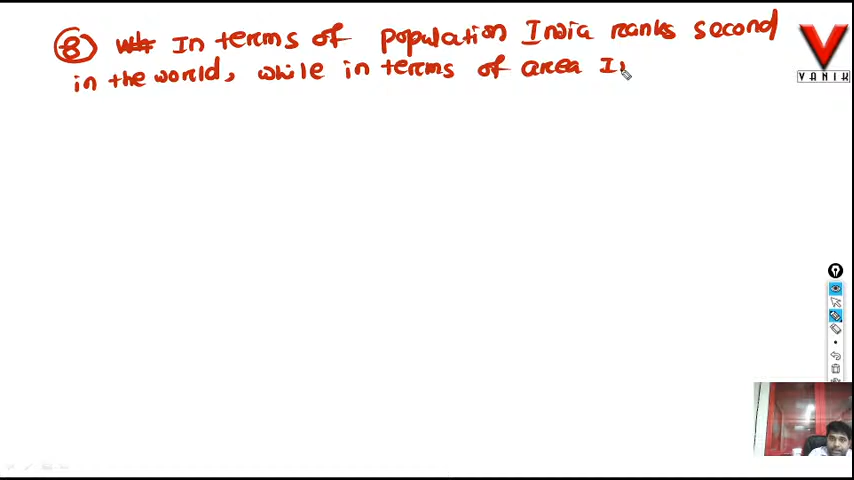 8 In terms of population India ranks second
in the world, while in terms of area I
VANIK